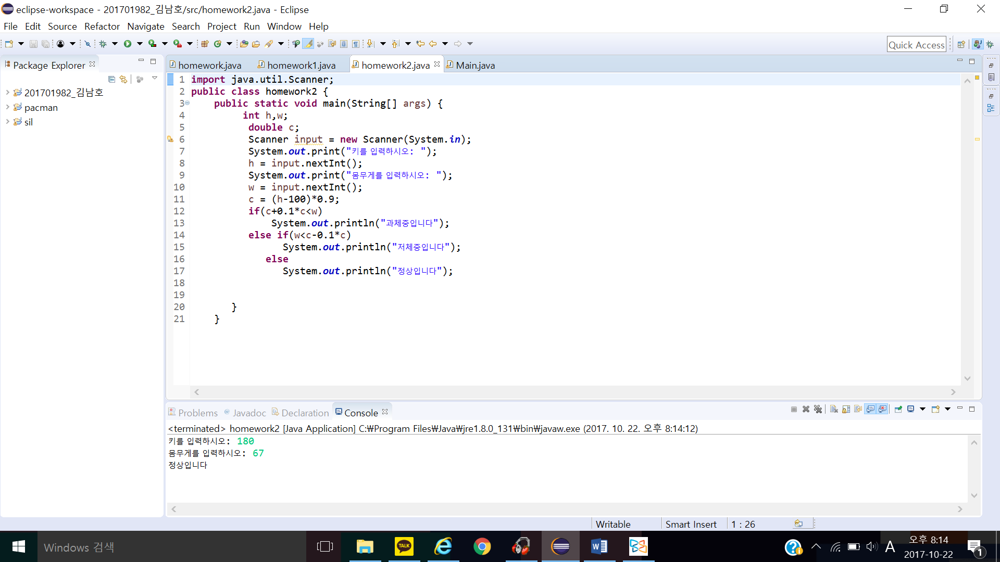 eclipse-workspace - 201701982_김남호/src/homework2.java - Eclipse
File Edit Source Refactor Navigate Search Project Run Window Help
Quick Access
Package Explorer
201701982_김남호
pacman
sil
homework.java homework1.java homework2.java Main.java
1 import java.util.Scanner;
2 public class homework2 {
3 public static void main(String[] args) {
4 int h,w;
5 double c;
6 Scanner input = new Scanner(System.in);
7 System.out.print("키를 입력하시오: ");
8 h = input.nextInt();
9 System.out.print("몸무게를 입력하시오: ");
10 w = input.nextInt();
11 c = (h-100)*0.9;
12 if(c+0.1*c<w)
13 System.out.println("과체중입니다");
14 else if(w<c-0.1*c)
15 System.out.println("저체중입니다");
16 else
17 System.out.println("정상입니다");
18
19
20 }
21 }
Problems Javadoc Declaration Console
<terminated> homework2 [Java Application] C:₩Program Files₩Java₩jre1.8.0_131₩bin₩javaw.exe (2017. 10. 22. 오후 8:14:12)
키를 입력하시오: 180
몸무게를 입력하시오: 67
정상입니다
Writable Smart Insert 1 : 26
Windows 검색
TALK
A
오후 8:14
2017-10-22
1